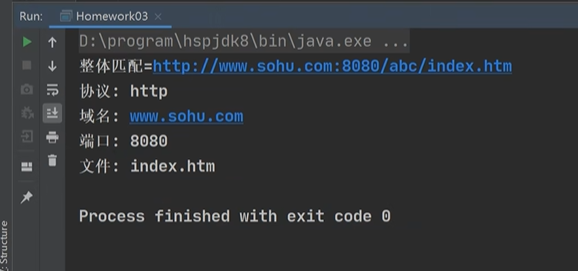 Run: Homework03
D:\program\hspjdk8\bin\java.exe ...
整体匹配=http://www.sohu.com:8080/abc/index.htm
协议: http
域名: www.sohu.com
端口: 8080
文件: index.htm
Process finished with exit code 0
Structure